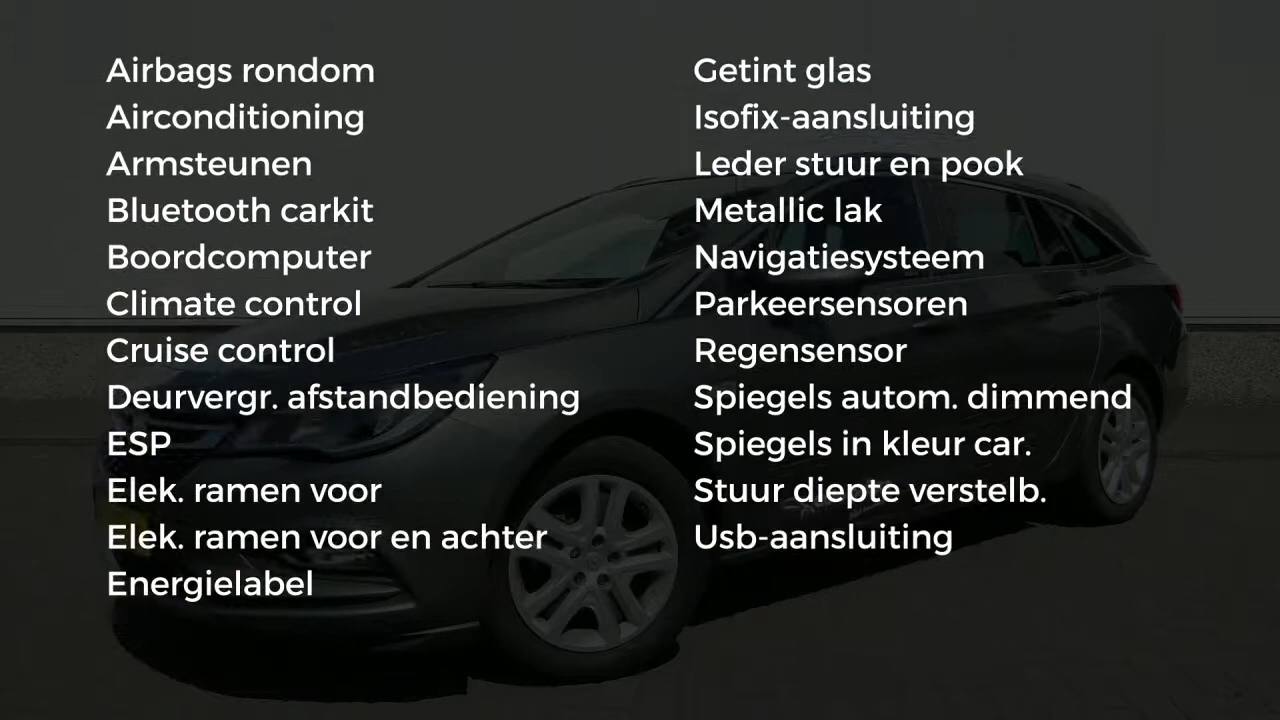 Airbags rondom
Airconditioning
Armsteunen
Bluetooth carkit
Boordcomputer
Climate control
Cruise control
Deurvergr. afstandbediening
ESP
Elek. ramen voor
Elek. ramen voor en achter
Energielabel
Getint glas
Isofix-aansluiting
Leder stuur en pook
Metallic lak
Navigatiesysteem
Parkeersensoren
Regensensor
Spiegels autom. dimmend
Spiegels in kleur car.
Stuur diepte verstelb.
Usb-aansluiting